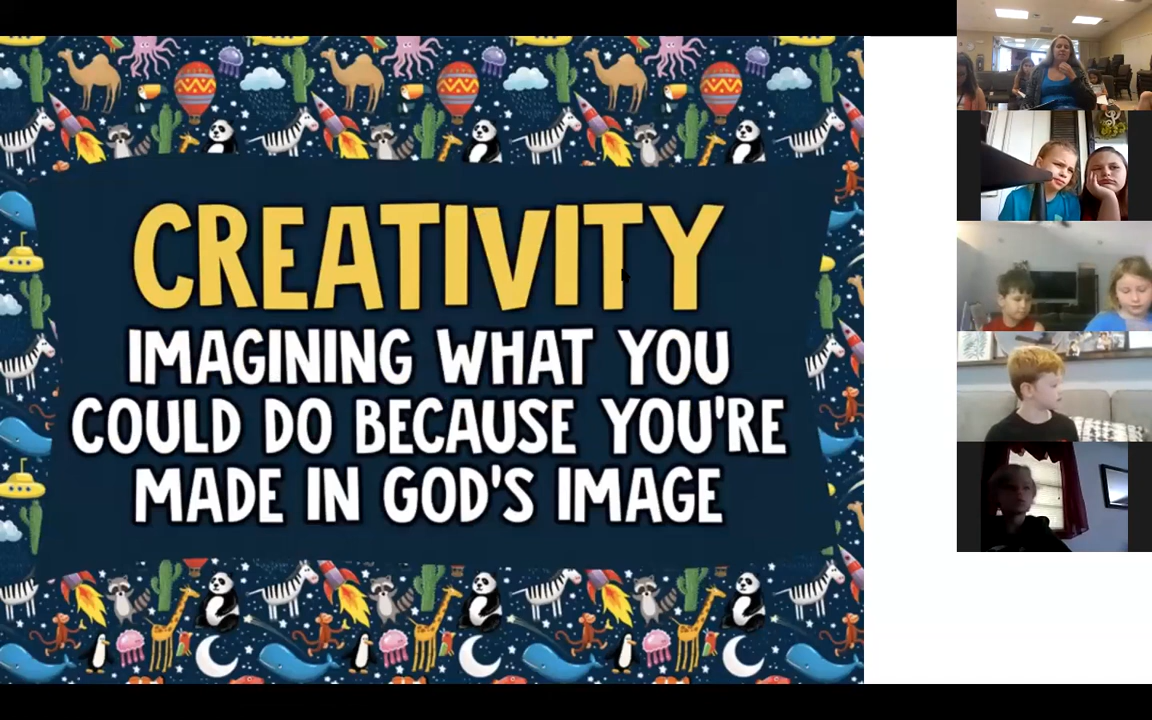 CREATIVITY
IMAGINING WHAT YOU
COULD DO BECAUSE YOU'RE
MADE IN GOD'S IMAGE